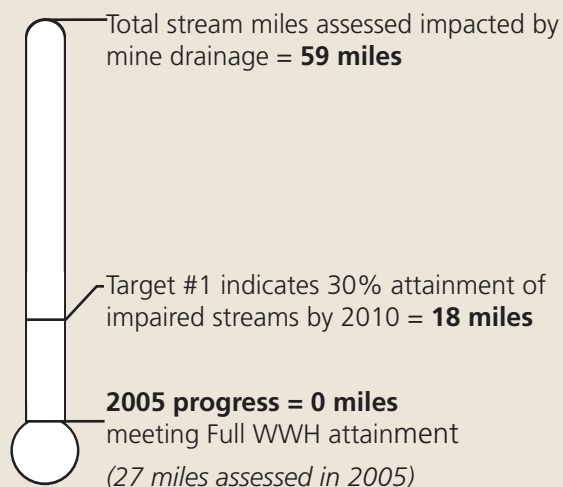 Total stream miles assessed impacted by
mine drainage = 59 miles
Target #1 indicates 30% attainment of
impaired streams by 2010 = 18 miles
2005 progress = 0 miles
meeting Full WWH attainment
(27 miles assessed in 2005)